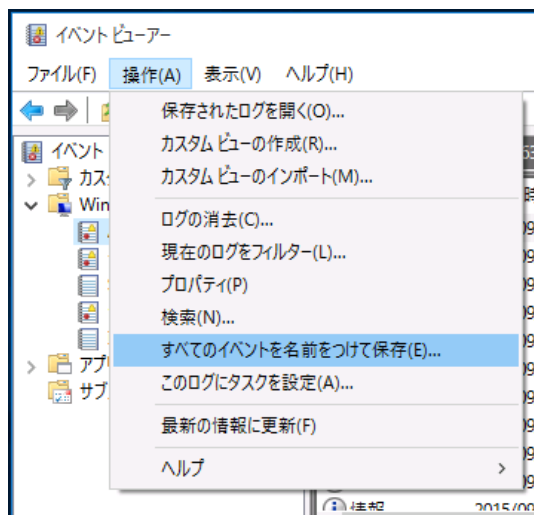 イベント ビューアー
ファイル(F) 操作(A) 表示(V) ヘルプ(H)
保存されたログを開く(O)...
カスタム ビューの作成(R)...
カスタム ビューのインポート(M)...
ログの消去(C)...
現在のログをフィルター(L)...
プロパティ(P)
検索(N)...
すべてのイベントを名前をつけて保存(E)...
このログにタスクを設定(A)...
最新の情報に更新(F)
ヘルプ
イベント
カス
Win
アプ
サブ
情報 2015/09